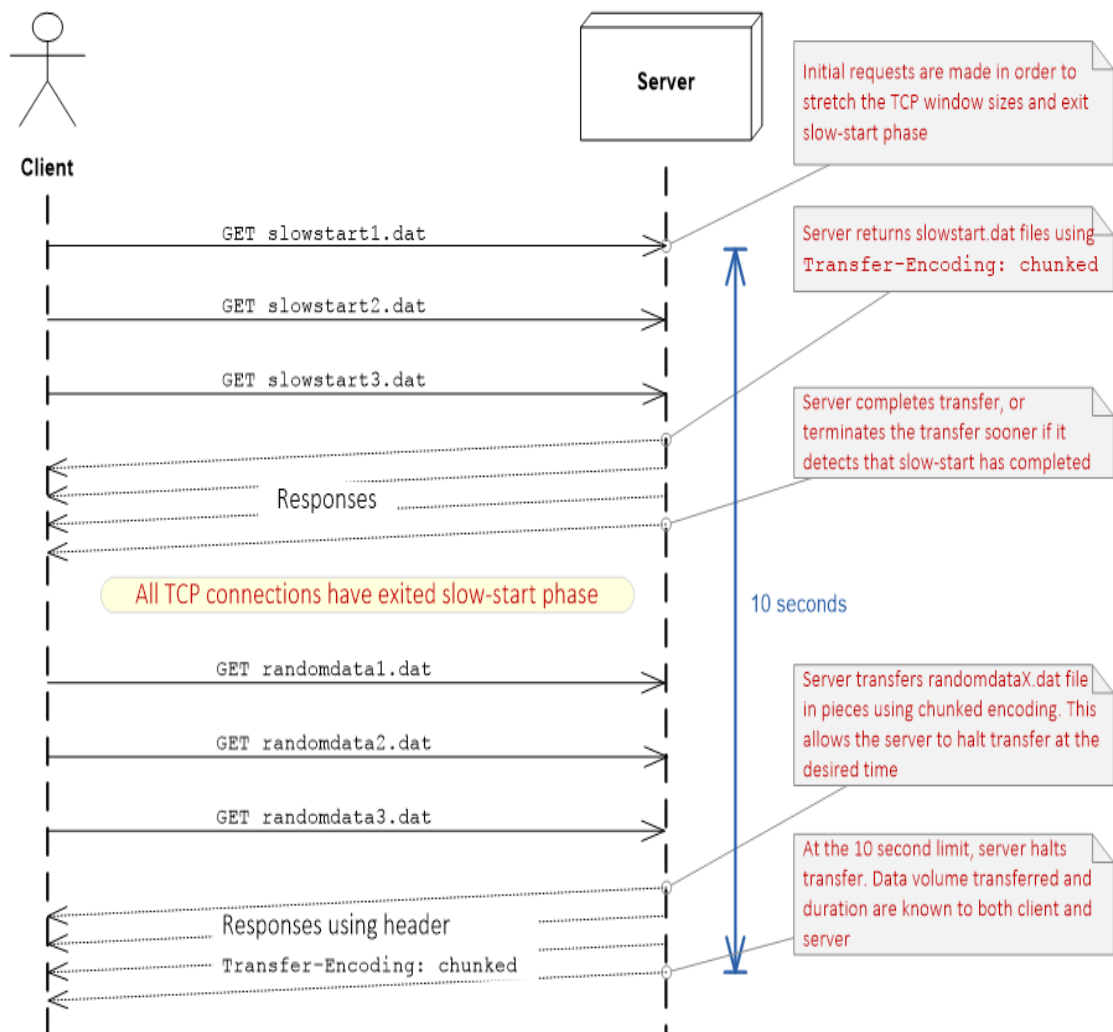 Server
Initial requests are made in order to
stretch the TCP window sizes and exit
slow-start phase
Client
GET slowstart1.dat
Server returns slowstart.dat files using
Transfer-Encoding: chunked
GET slowstart2.dat
GET slowstart3.dat
Server completes transfer, or
terminates the transfer sooner if it
detects that slow-start has completed
Responses
All TCP connections have exited slow-start phase
10 seconds
GET randomdata1.dat
Server transfers randomdataX.dat file
in pieces using chunked encoding. This
allows the server to halt transfer at the
desired time
GET randomdata2.dat
GET randomdata3.dat
At the 10 second limit, server halts
transfer. Data volume transferred and
duration are known to both client and
server
Responses using header
Transfer-Encoding: chunked